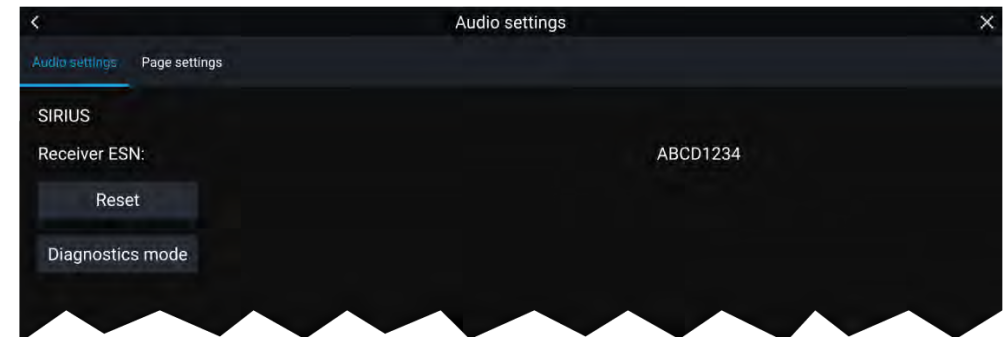 Audio settings
Audio settings Page settings
SIRIUS
Receiver ESN: ABCD1234
Reset
Diagnostics mode